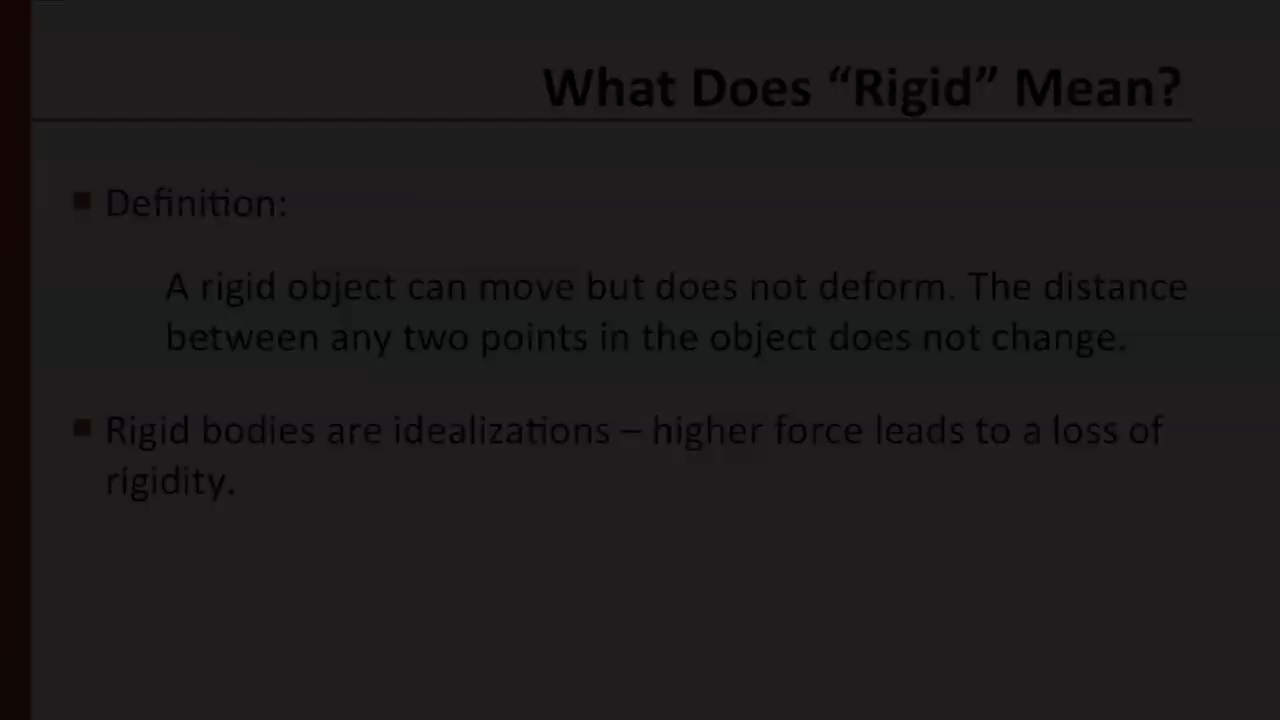 What Does “Rigid” Mean?
Definition:
A rigid object can move but does not deform. The distance
between any two points in the object does not change.
Rigid bodies are idealizations – higher force leads to a loss of
rigidity.